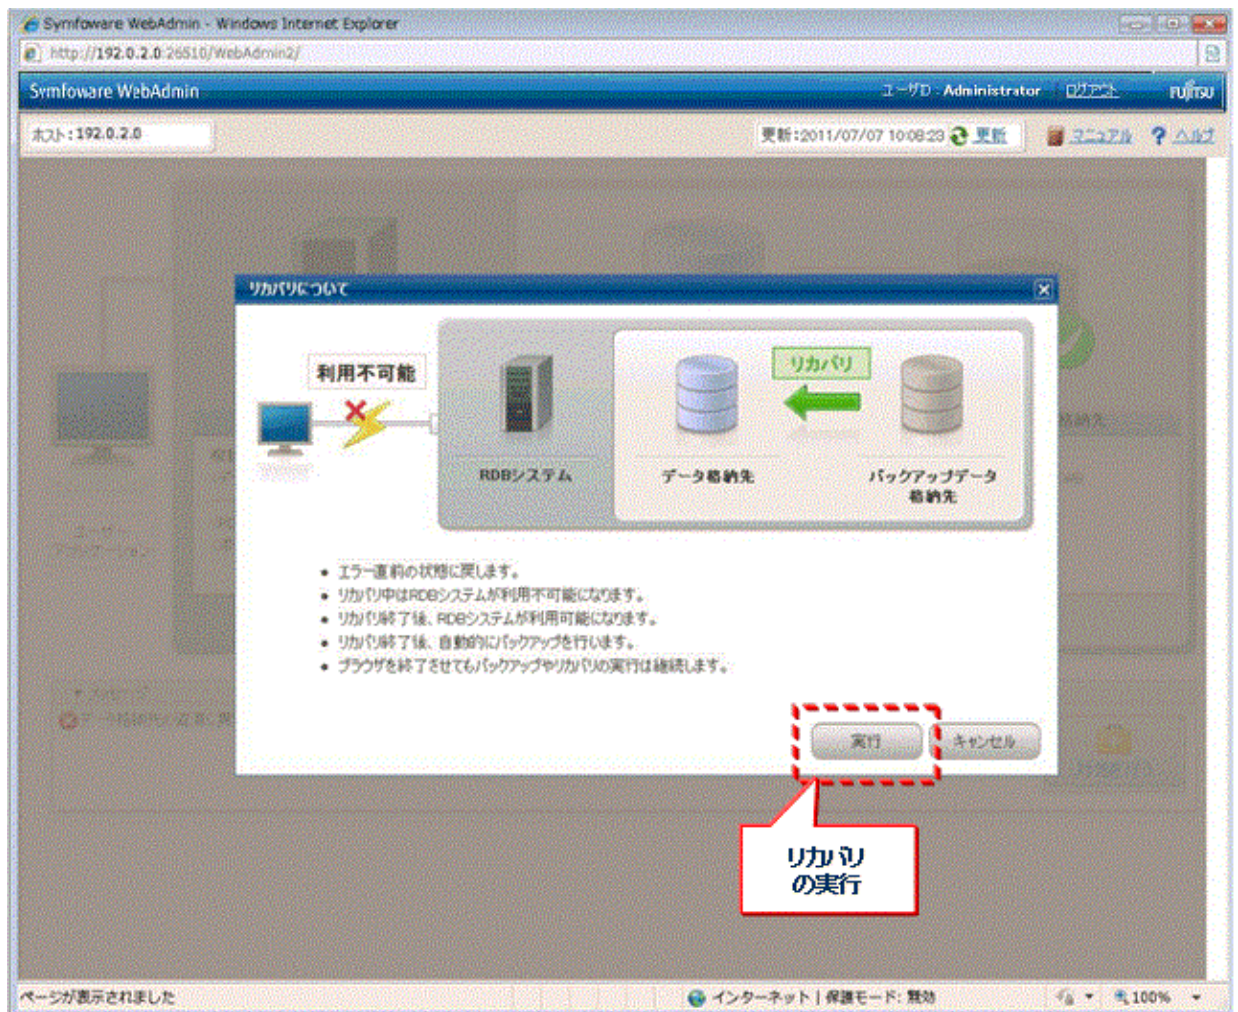 Symfoware WebAdmin - Windows Internet Explorer
http://192.0.2.0:26510/WebAdmin2/
Symfoware WebAdmin
ユーザID : Administrator
ログアウト
FUJITSU
ホスト:192.0.2.0
更新:2011/07/07 10:08:23
更新
マニュアル
ヘルプ
リカバリについて
利用不可能
リカバリ
RDBシステム
データ格納先
バックアップデータ
格納先
エラー直前の状態に戻します。
リカバリ中はRDBシステムが利用不可能になります。
リカバリ終了後、RDBシステムが利用可能になります。
リカバリ終了後、自動的にバックアップを行います。
ブラウザを終了させてもバックアップやリカバリの実行は継続します。
実行
キャンセル
リカバリ
の実行
ユーザー
アプリケーション
ページが表示されました
インターネット | 保護モード: 無効
100%